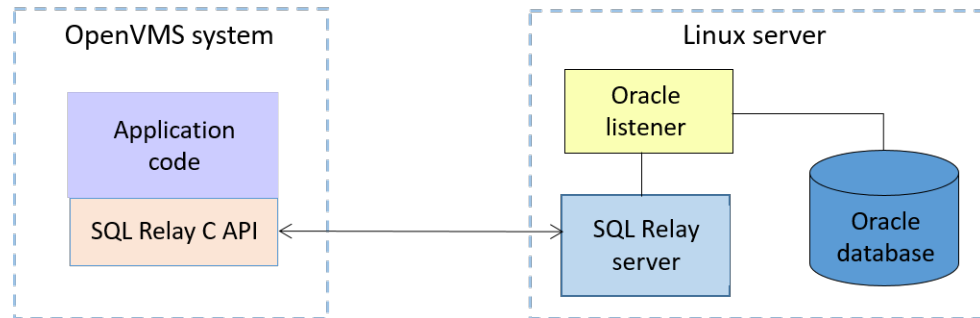 OpenVMS system
Application
code
SQL Relay C API
Linux server
Oracle
listener
SQL Relay
server
Oracle
database